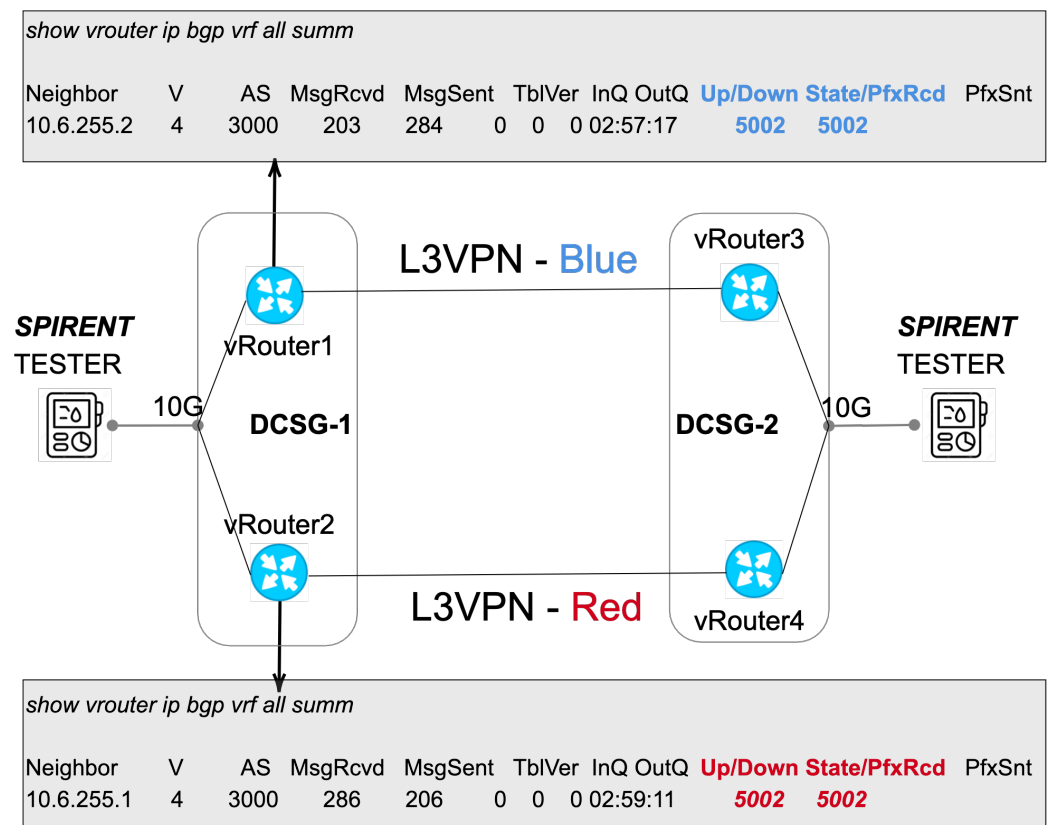 show vrouter ip bgp vrf all summ
Neighbor V AS MsgRcvd MsgSent TblVer InQ OutQ Up/Down State/PfxRcd PfxSnt
10.6.255.2 4 3000 203 284 0 0 0 02:57:17 5002 5002
L3VPN - Blue
vRouter3
SPIRENT
TESTER
vRouter1
SPIRENT
TESTER
10G
DCSG-1
DCSG-2
10G
vRouter2
L3VPN - Red
vRouter4
show vrouter ip bgp vrf all summ
Neighbor V AS MsgRcvd MsgSent TblVer InQ OutQ Up/Down State/PfxRcd PfxSnt
10.6.255.1 4 3000 286 206 0 0 0 02:59:11 5002 5002